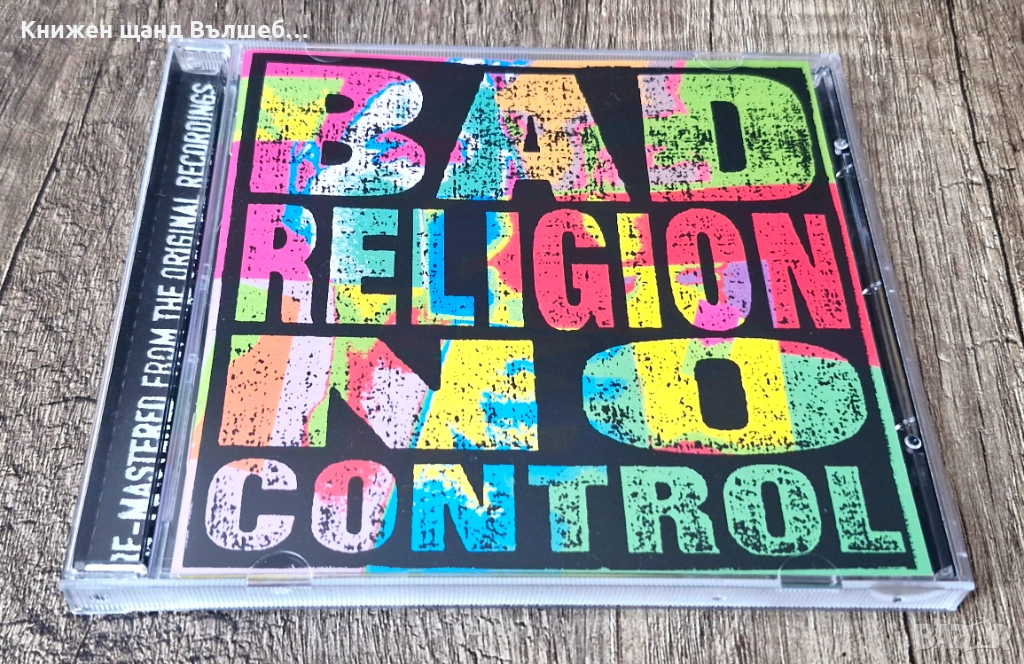 Книжен щанд Вълшеб...
RE-MASTERED FROM THE ORIGINAL RECORDINGS
BAD
RELIGION
NO
CONTROL